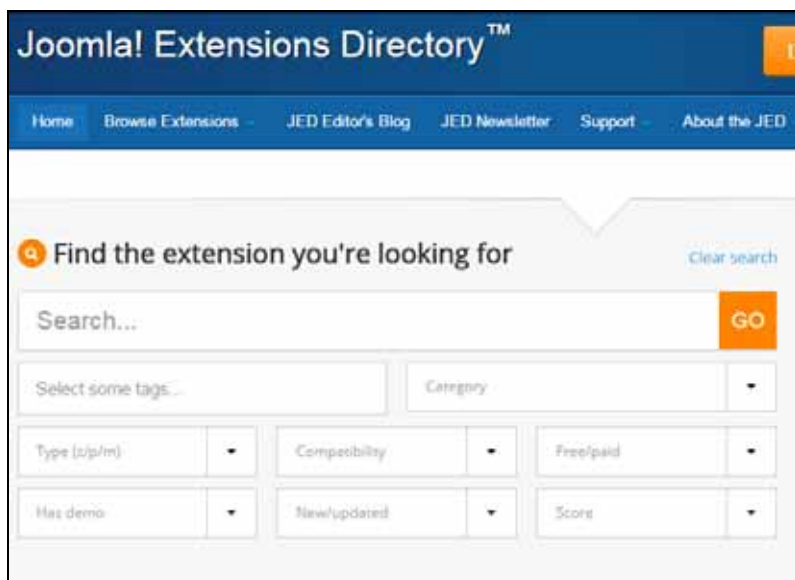 Joomla! Extensions Directory™
Home Browse Extensions JED Editor's Blog JED Newsletter Support About the JED
Find the extension you're looking for Clear search
Search... GO
Select some tags... Category
Type (c/p/m) Compatibility Free/paid
Has demo New/updated Score